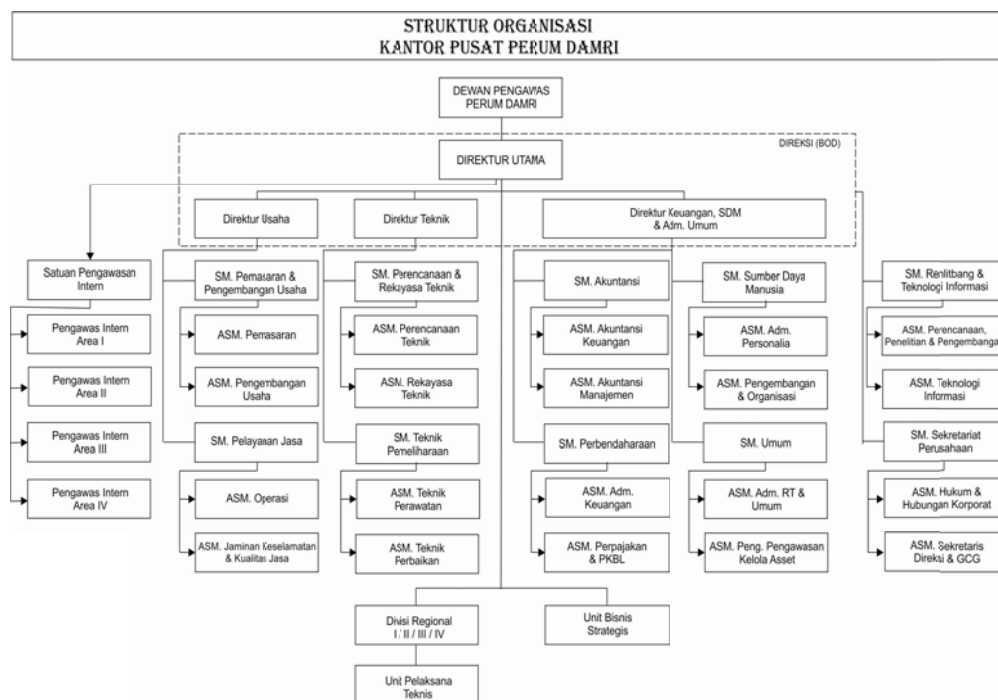 STRUKTUR ORGANISASI
KANTOR PUSAT PERUM DAMRI
DEWAN PENGAWAS
PERUM DAMRI
DIREKSI (BOD)
DIREKTUR UTAMA
Direktur Usaha
Direktur Teknik
Direktur Keuangan, SDM
& Adm. Umum
Satuan Pengawasan
Intern
Pengawas Intern
Area I
Pengawas Intern
Area II
Pengawas Intern
Area III
Pengawas Intern
Area IV
SM. Pemasaran &
Pengembangan Usaha
ASM. Pemasaran
ASM. Pengembangan
Usaha
SM. Pelayanan Jasa
ASM. Operasi
ASM. Jaminan Keselamatan
& Kualitas Jasa
SM. Perencanaan &
Rekayasa Teknik
ASM. Perencanaan
Teknik
ASM. Rekayasa
Teknik
SM. Teknik
Pemeliharaan
ASM. Teknik
Perawatan
ASM. Teknik
Perbaikan
SM. Akuntansi
ASM. Akuntansi
Keuangan
ASM. Akuntansi
Manajemen
SM. Perbendaharaan
ASM. Adm.
Keuangan
ASM. Perpajakan
& PKBL
SM. Sumber Daya
Manusia
ASM. Adm.
Personalia
ASM. Pengembangan
& Organisasi
SM. Umum
ASM. Adm. RT &
Umum
ASM. Peng. Pengawasan
Kelola Asset
SM. Renlitbang &
Teknologi Informasi
ASM. Perencanaan,
Penelitian & Pengembanga
ASM. Teknologi
Informasi
SM. Sekretariat
Perusahaan
ASM. Hukum &
Hubungan Korporat
ASM. Sekretaris
Direksi & GCG
Divisi Regional
I / II / III / IV
Unit Bisnis
Strategis
Unit Pelaksana
Teknis